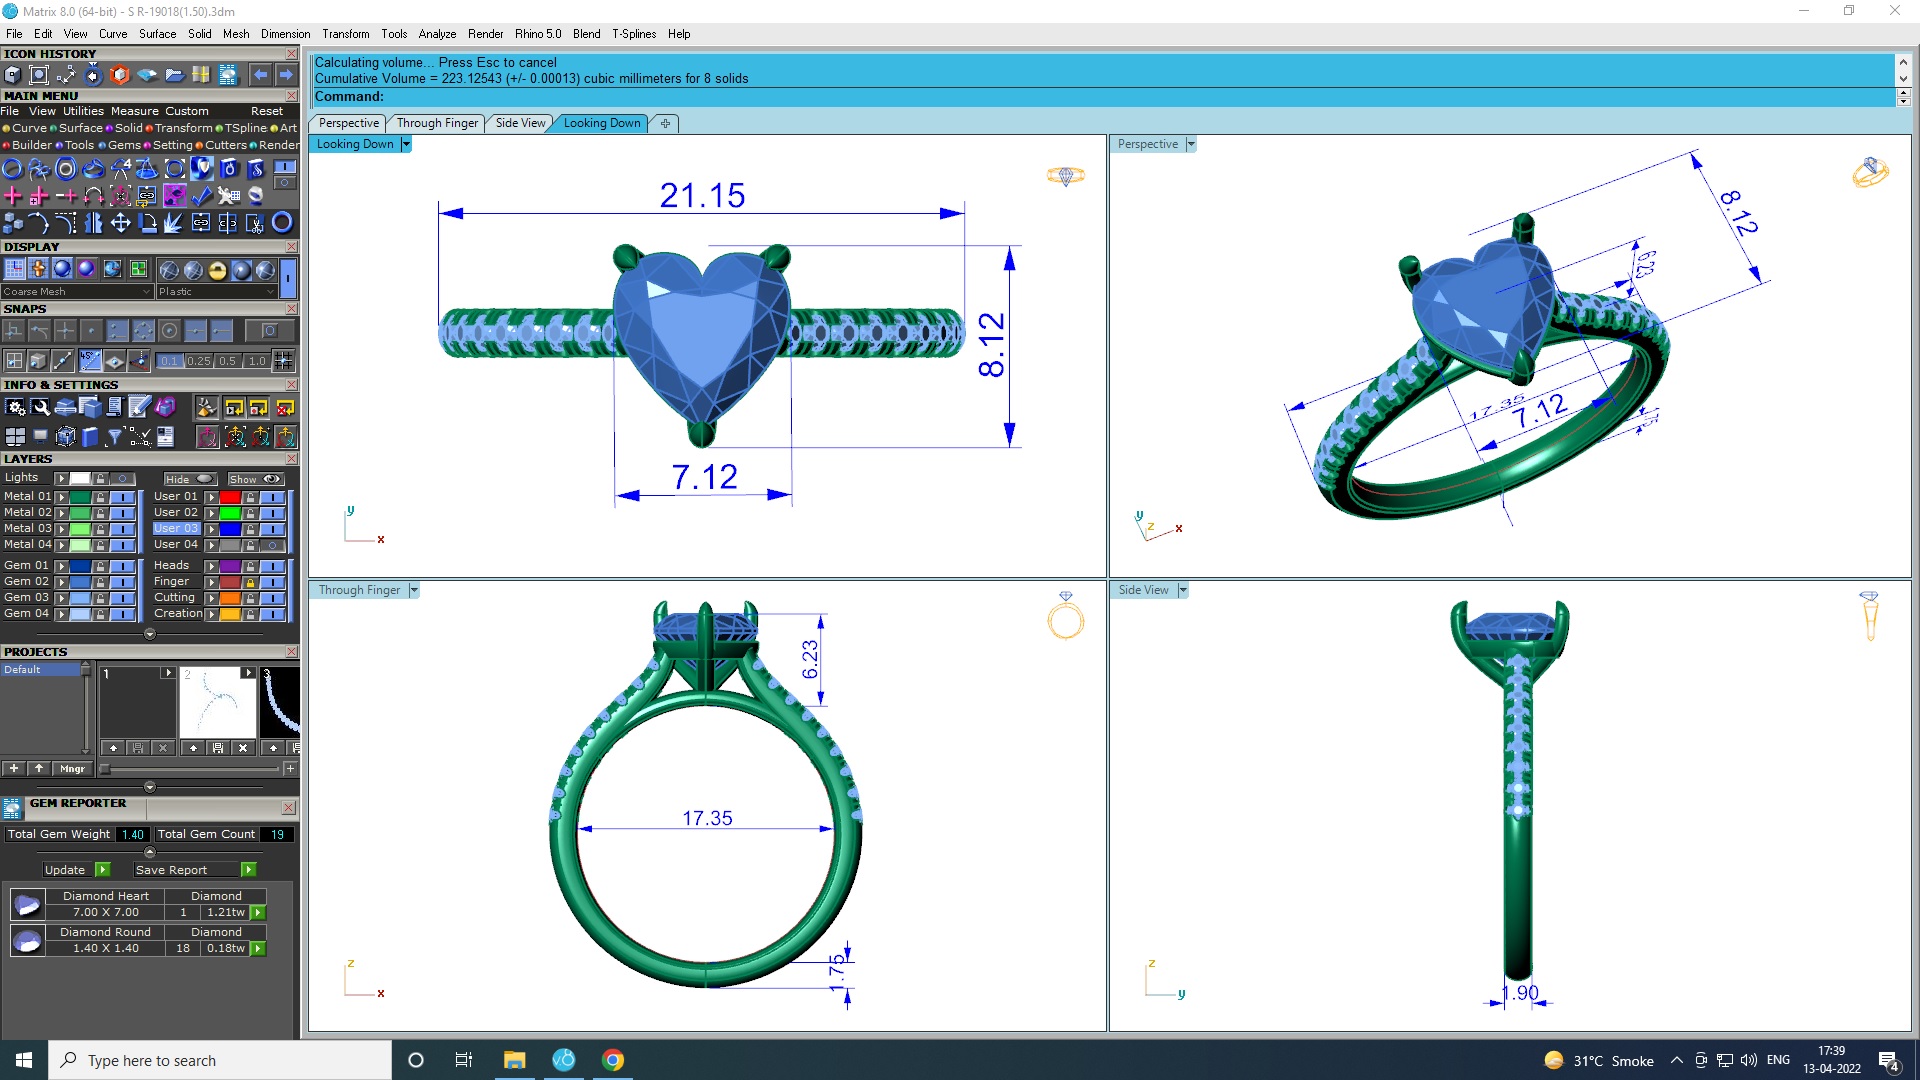 Matrix 8.0 (64-bit) - S R-19018(1.50).3dm
File Edit View Curve Surface Solid Mesh Dimension Transform Tools Analyze Render Rhino 5.0 Blend T-Splines Help
ICON HISTORY
MAIN MENU
File View Utilities Measure Custom Reset
Curve Surface Solid Transform TSpline Art
Builder Tools Gems Setting Cutters Render
DISPLAY
Coarse Mesh Plastic
SNAPS
0.1 0.25 0.5 1.0
INFO & SETTINGS
LAYERS
Lights Hide Show
Metal 01 User 01
Metal 02 User 02
Metal 03 User 03
Metal 04 User 04
Gem 01 Heads
Gem 02 Finger
Gem 03 Cutting
Gem 04 Creation
PROJECTS
Default
1 2 3
Mngr
GEM REPORTER
Total Gem Weight 1.40 Total Gem Count 19
Update Save Report
Diamond Heart Diamond
7.00 X 7.00 1 1.21tw
Diamond Round Diamond
1.40 X 1.40 18 0.18tw
Calculating volume... Press Esc to cancel
Cumulative Volume = 223.12543 (+/- 0.00013) cubic millimeters for 8 solids
Command:
Perspective Through Finger Side View Looking Down
Looking Down
21.15
8.12
7.12
y
x
Perspective
8.12
6.23
17.35
7.12
y
z
x
Through Finger
6.23
17.35
1.75
z
x
Side View
1.90
z
y
Type here to search
31°C Smoke
ENG
17:39
13-04-2022
4